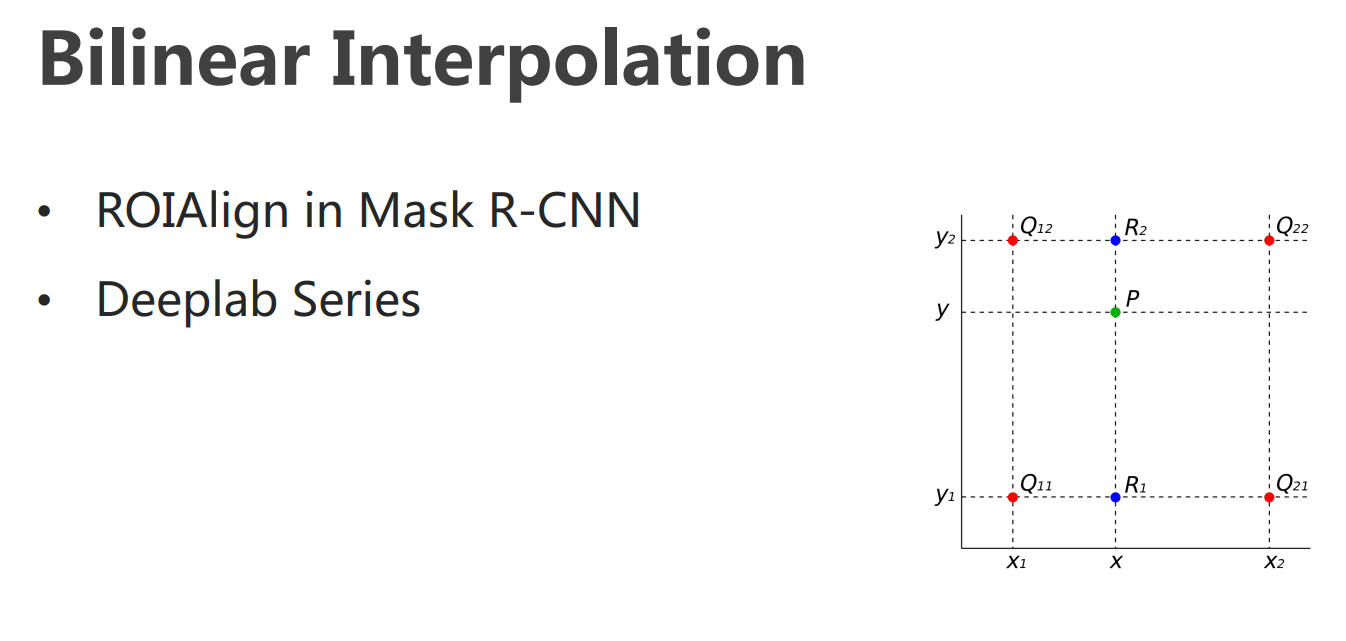 Bilinear Interpolation
• ROIAlign in Mask R-CNN
• Deeplab Series
y₂ Q₁₂ R₂ Q₂₂
y P
y₁ Q₁₁ R₁ Q₂₁
x₁ x x₂